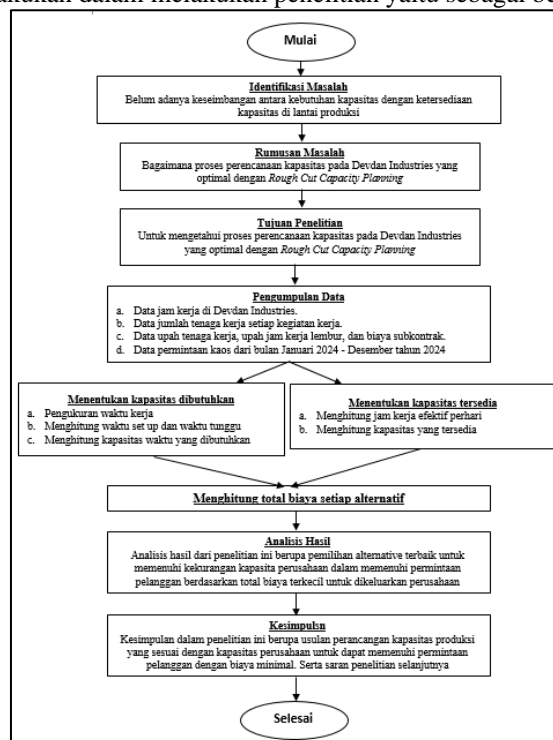 dalam melakukan penelitian yaitu sebagai
Mulai
Identifikasi Masalah
Belum adanya keseimbangan antara kebutuhan kapasitas dengan ketersediaan
kapasitas di lantai produksi
Rumusan Masalah
Bagaimana proses perencanaan kapasitas pada Devdan Industries yang
optimal dengan Rough Cut Capacity Planning
Tujuan Penelitian
Untuk mengetahui proses perencanaan kapasitas pada Devdan Industries
yang optimal dengan Rough Cut Capacity Planning
Pengumpulan Data
a. Data jam kerja di Devdan Industries.
b. Data jumlah tenaga kerja setiap kegiatan kerja.
c. Data upah tenaga kerja, upah jam kerja lembur, dan biaya subkontrak.
d. Data permintaan kaos dari bulan Januari 2024 - Desember tahun 2024
Menentukan kapasitas dibutuhkan
a. Pengukuran waktu kerja
b. Menghitung waktu set up dan waktu tunggu
c. Menghitung kapasitas waktu yang dibutuhkan
Menentukan kapasitas tersedia
a. Menghitung jam kerja efektif perhari
b. Menghitung kapasitas yang tersedia
Menghitung total biaya setiap alternatif
Analisis Hasil
Analisis hasil dari penelitian ini berupa pemilihan alternative terbaik untuk
memenuhi kekurangan kapasita perusahaan dalam memenuhi permintaan
pelanggan berdasarkan total biaya terkecil untuk dikeluarkan perusahaan
Kesimpulsn
Kesimpulan dalam penelitian ini berupa usulan perancangan kapasitas produksi
yang sesuai dengan kapasitas perusahaan untuk dapat memenuhi permintaan
pelanggan dengan biaya minimal. Serta saran penelitian selanjutnya
Selesai